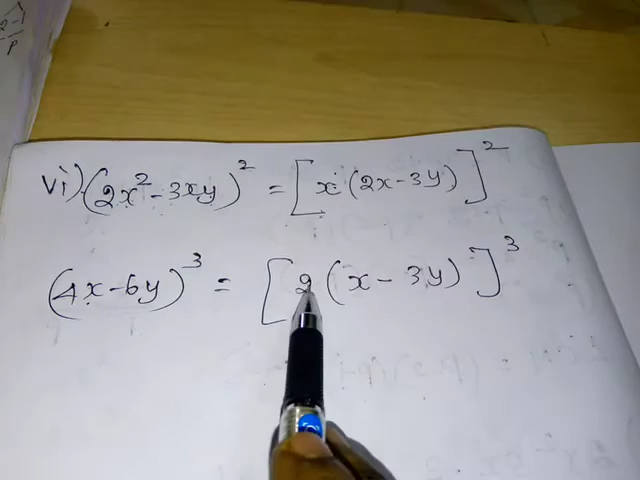 vi) (2x² - 3xy)² = [x (2x - 3y)]²
(4x - 6y)³ = [2 (x - 3y)]³